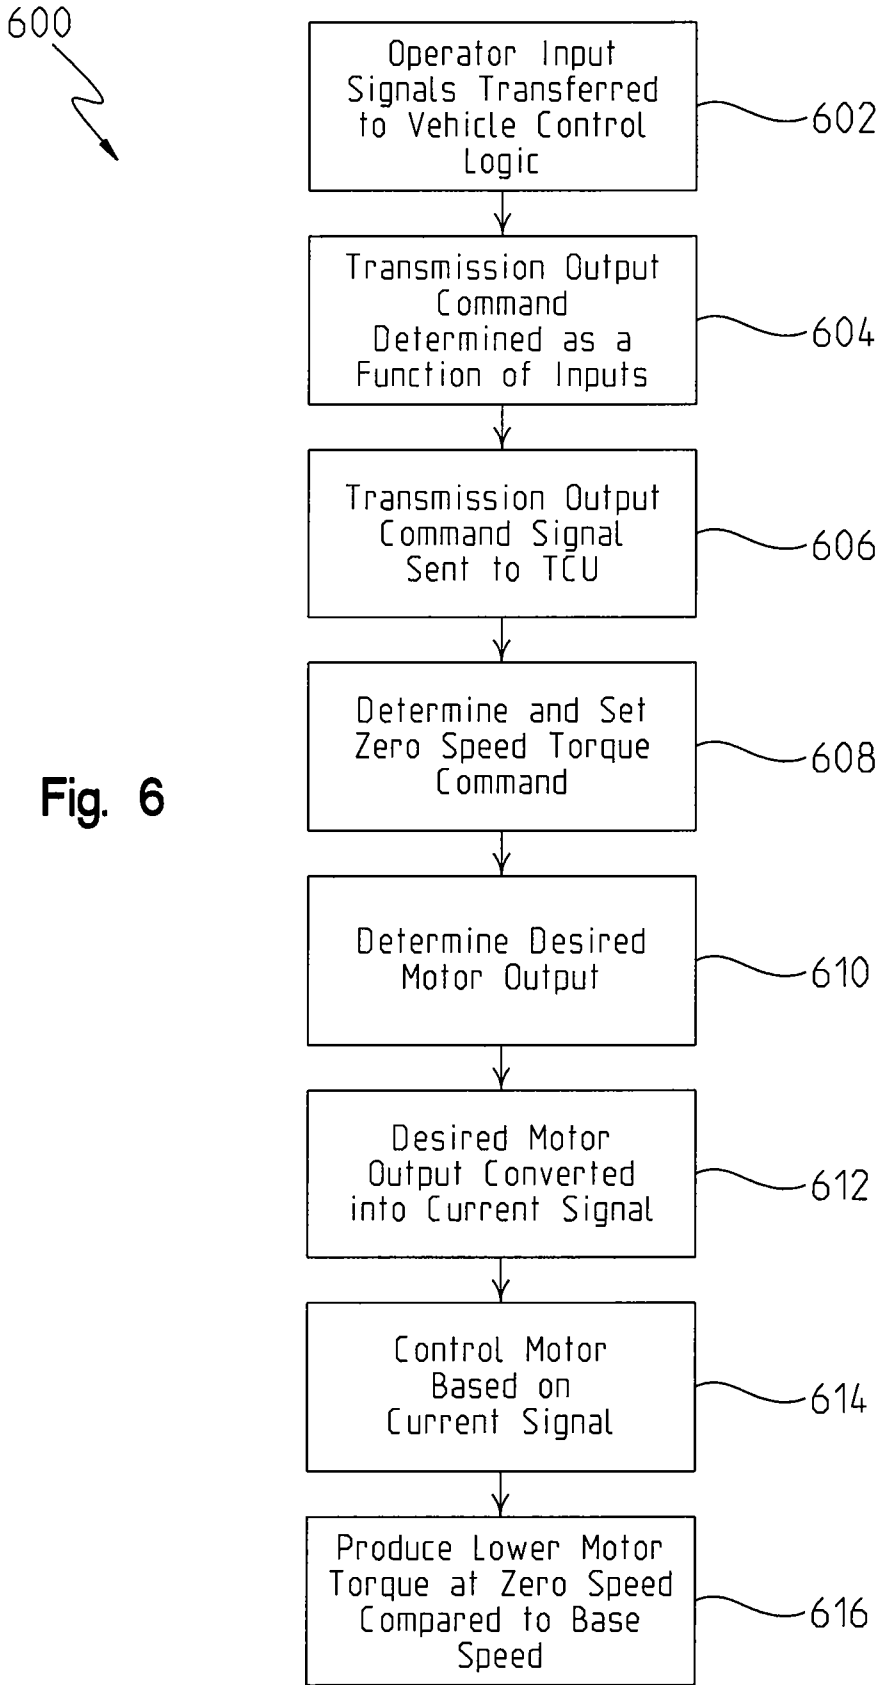 600
Operator Input
Signals Transferred
to Vehicle Control
Logic
602
Transmission Output
Command
Determined as a
Function of Inputs
604
Transmission Output
Command Signal
Sent to TCU
606
Determine and Set
Zero Speed Torque
Command
608
Fig. 6
Determine Desired
Motor Output
610
Desired Motor
Output Converted
into Current Signal
612
Control Motor
Based on
Current Signal
614
Produce Lower Motor
Torque at Zero Speed
Compared to Base
Speed
616